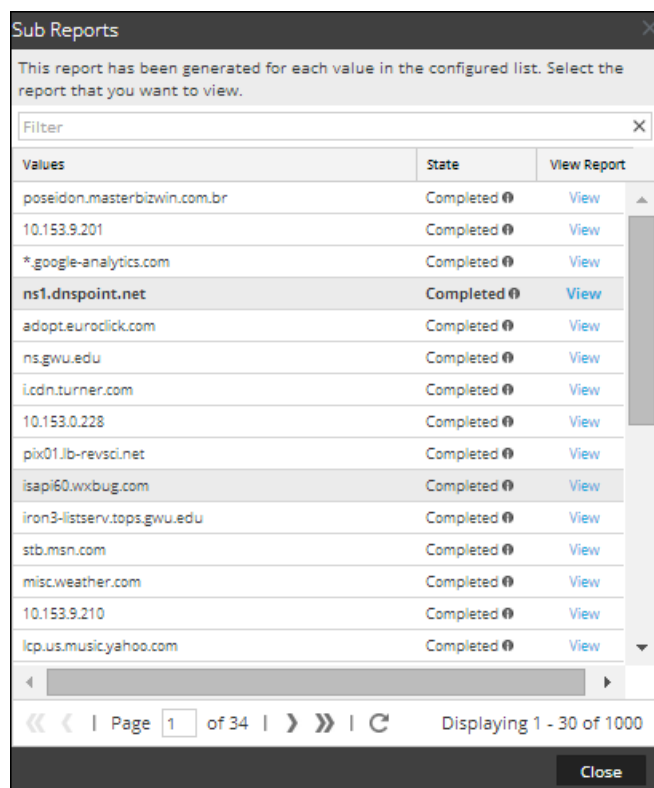 Sub Reports
This report has been generated for each value in the configured list. Select the
report that you want to view.
Filter
Values State View Report
poseidon.masterbizwin.com.br Completed View
10.153.9.201 Completed View
*.google-analytics.com Completed View
ns1.dnspoint.net Completed View
adopt.euroclick.com Completed View
ns.gwu.edu Completed View
i.cdn.turner.com Completed View
10.153.0.228 Completed View
pix01.lb-revsci.net Completed View
isapi60.wxbug.com Completed View
iron3-listserv.tops.gwu.edu Completed View
stb.msn.com Completed View
misc.weather.com Completed View
10.153.9.210 Completed View
lcp.us.music.yahoo.com Completed View
| Page 1 of 34 | | Displaying 1 - 30 of 1000
Close